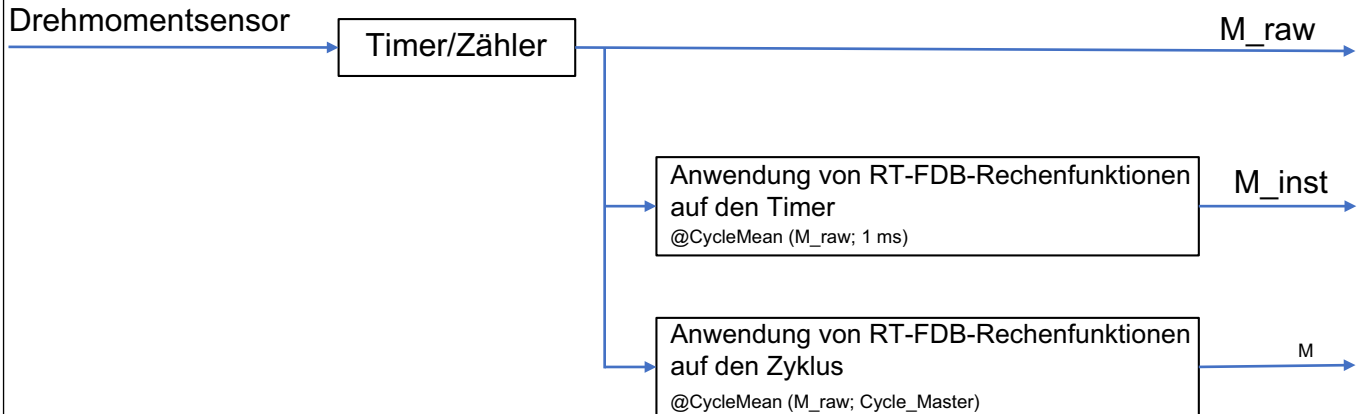 Drehmomentsensor
Timer/Zähler
M_raw
Anwendung von RT-FDB-Rechenfunktionen
auf den Timer
@CycleMean (M_raw; 1 ms)
M_inst
Anwendung von RT-FDB-Rechenfunktionen
auf den Zyklus
@CycleMean (M_raw; Cycle_Master)
M